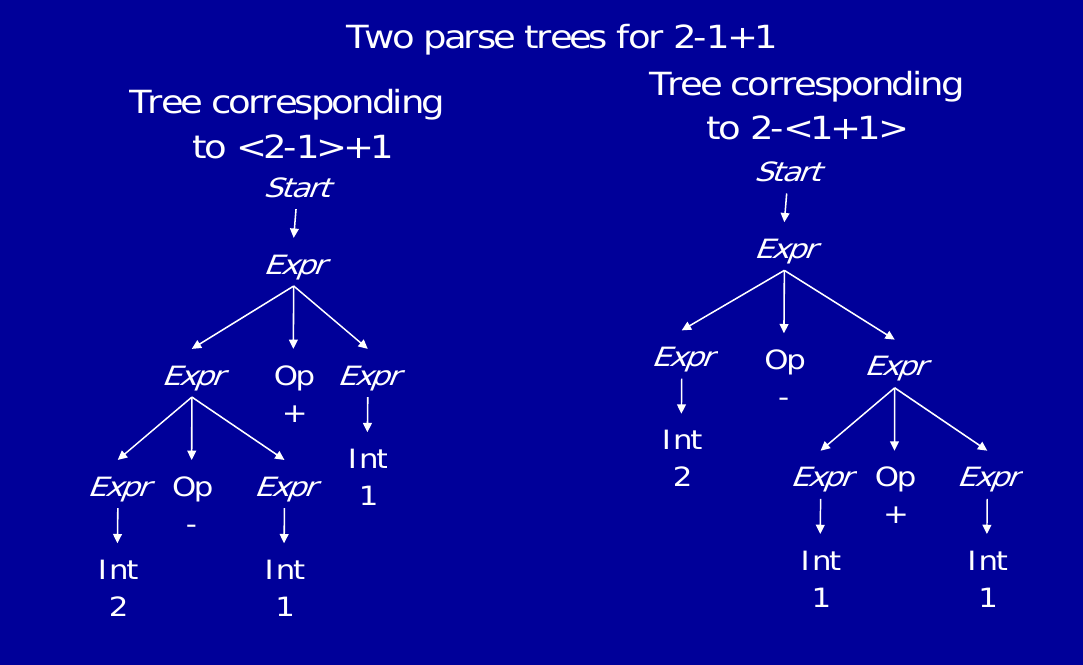 Two parse trees for 2-1+1
Tree corresponding
to <2-1>+1
Start
Expr
Expr Op Expr
+
Int
1
Expr Op Expr
-
Int Int
2 1
Tree corresponding
to 2-<1+1>
Start
Expr
Expr Op Expr
-
Int
2
Expr Op Expr
+
Int Int
1 1